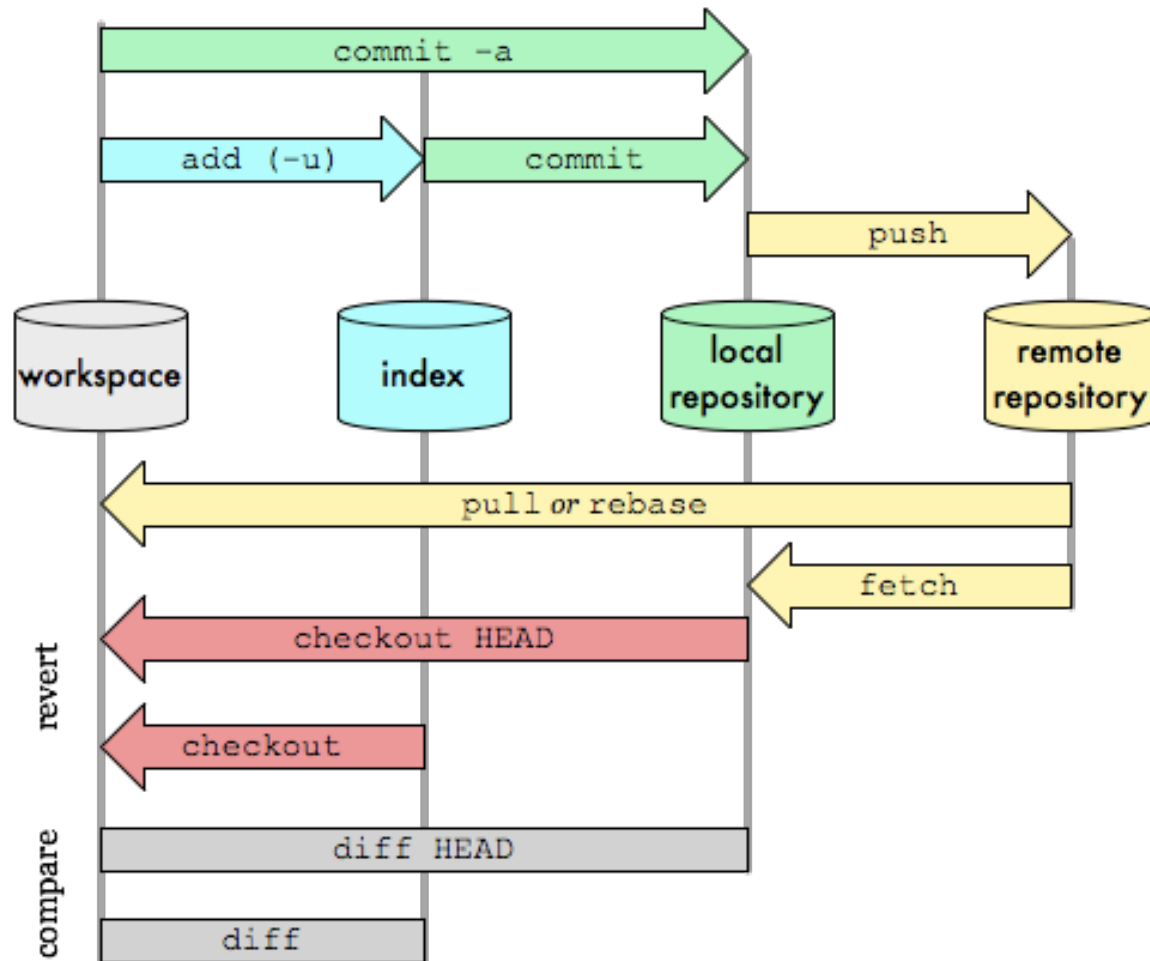 commit -a
add (-u)
commit
push
workspace
index
local
repository
remote
repository
pull or rebase
fetch
revert
checkout HEAD
checkout
compare
diff HEAD
diff